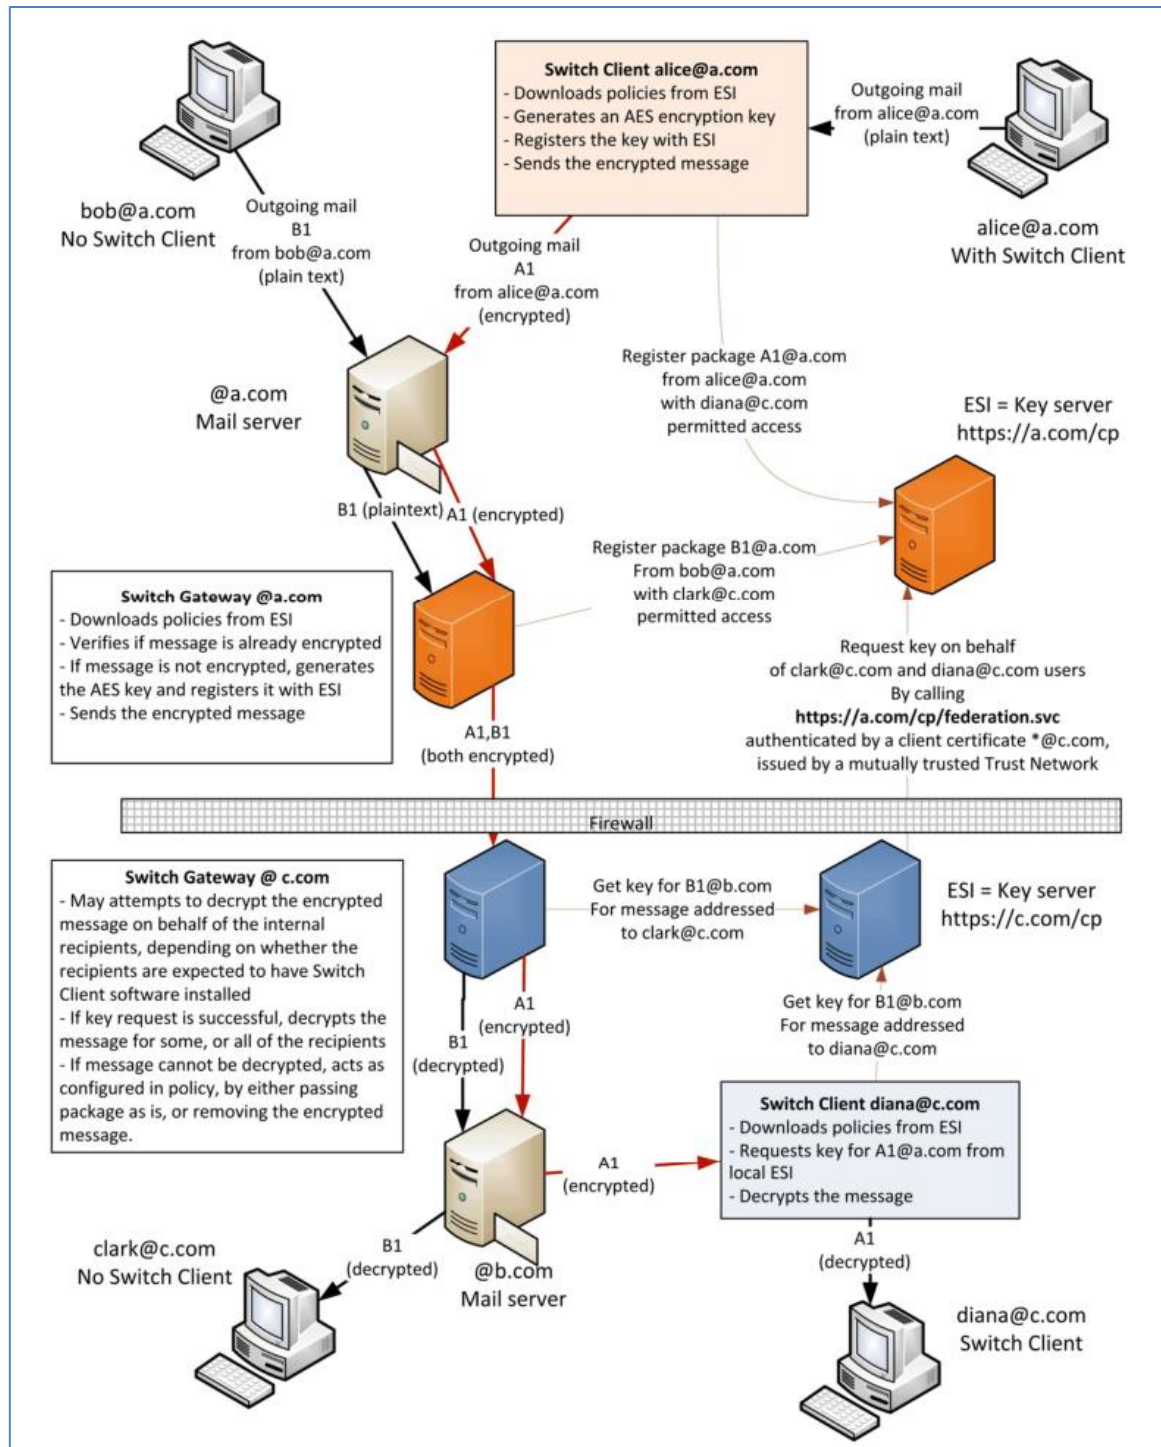 Switch Client alice@a.com
- Downloads policies from ESI
- Generates an AES encryption key
- Registers the key with ESI
- Sends the encrypted message
Outgoing mail
from alice@a.com
(plain text)
bob@a.com
No Switch Client
Outgoing mail
B1
from bob@a.com
(plain text)
alice@a.com
With Switch Client
Outgoing mail
A1
from alice@a.com
(encrypted)
@a.com
Mail server
Register package A1@a.com
from alice@a.com
with diana@c.com
permitted access
ESI = Key server
https://a.com/cp
B1 (plaintext)
A1 (encrypted)
Register package B1@a.com
From bob@a.com
with clark@c.com
permitted access
Switch Gateway @a.com
- Downloads policies from ESI
- Verifies if message is already encrypted
- If message is not encrypted, generates
the AES key and registers it with ESI
- Sends the encrypted message
Request key on behalf
of clark@c.com and diana@c.com users
By calling
https://a.com/cp/federation.svc
authenticated by a client certificate *@c.com,
issued by a mutually trusted Trust Network
A1,B1
(both encrypted)
Firewall
Switch Gateway @ c.com
- May attempts to decrypt the encrypted
message on behalf of the internal
recipients, depending on whether the
recipients are expected to have Switch
Client software installed
- If key request is successful, decrypts the
message for some, or all of the recipients
- If message cannot be decrypted, acts as
configured in policy, by either passing
package as is, or removing the encrypted
message.
Get key for B1@b.com
For message addressed
to clark@c.com
ESI = Key server
https://c.com/cp
A1
(encrypted)
B1
(decrypted)
Get key for B1@b.com
For message addressed
to diana@c.com
Switch Client diana@c.com
- Downloads policies from ESI
- Requests key for A1@a.com from
local ESI
- Decrypts the message
A1
(encrypted)
clark@c.com
No Switch Client
B1
(decrypted)
@b.com
Mail server
A1
(decrypted)
diana@c.com
Switch Client